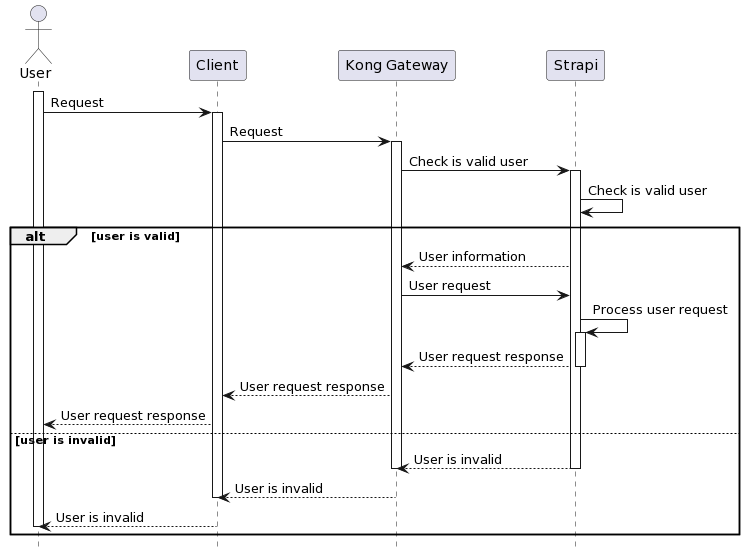 User
Client
Kong Gateway
Strapi
Request
Request
Check is valid user
Check is valid user
alt
[user is valid]
User information
User request
Process user request
User request response
User request response
User request response
[user is invalid]
User is invalid
User is invalid
User is invalid